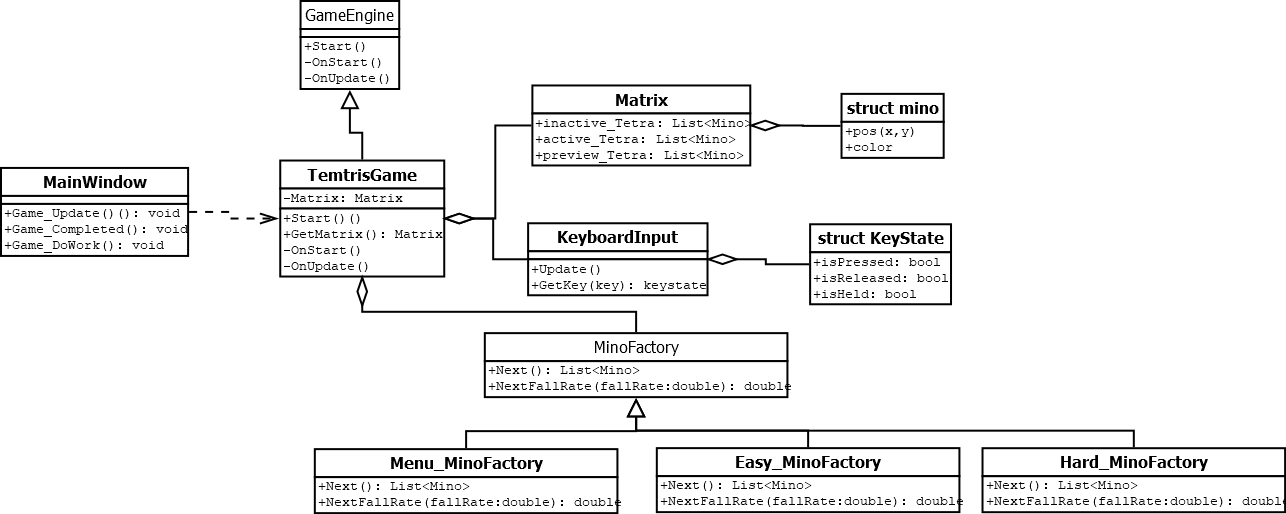 GameEngine
+Start()
-OnStart()
-OnUpdate()
Matrix
+inactive_Tetra: List<Mino>
+active_Tetra: List<Mino>
+preview_Tetra: List<Mino>
struct mino
+pos(x,y)
+color
MainWindow
+Game_Update()(): void
+Game_Completed(): void
+Game_DoWork(): void
TemtrisGame
-Matrix: Matrix
+Start()()
+GetMatrix(): Matrix
-OnStart()
-OnUpdate()
KeyboardInput
+Update()
+GetKey(key): keystate
struct KeyState
+isPressed: bool
+isReleased: bool
+isHeld: bool
MinoFactory
+Next(): List<Mino>
+NextFallRate(fallRate:double): double
Menu_MinoFactory
+Next(): List<Mino>
+NextFallRate(fallRate:double): double
Easy_MinoFactory
+Next(): List<Mino>
+NextFallRate(fallRate:double): double
Hard_MinoFactory
+Next(): List<Mino>
+NextFallRate(fallRate:double): double